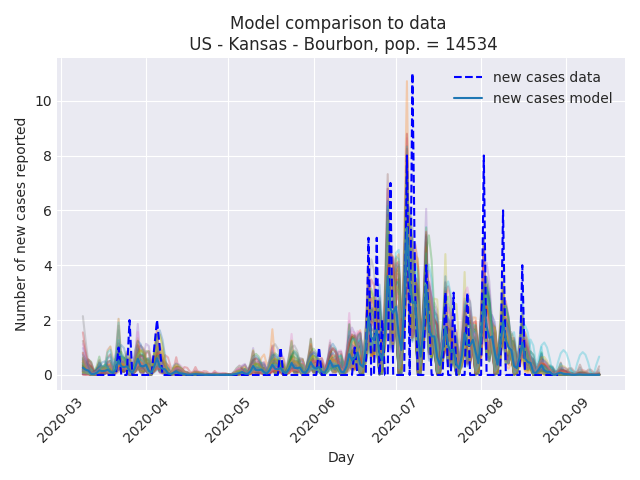 Model comparison to data
US - Kansas - Bourbon, pop. = 14534
new cases data
new cases model
Number of new cases reported
10
8
6
4
2
0
2020-03
2020-04
2020-05
2020-06
2020-07
2020-08
2020-09
Day